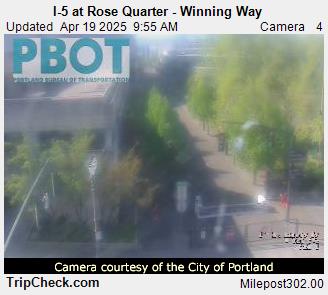 I-5 at Rose Quarter - Winning Way
Updated Apr 19 2025 9:55 AM Camera 4
PBOT
PORTLAND BUREAU OF TRANSPORTATION
Camera courtesy of the City of Portland
TripCheck.com Milepost302.00